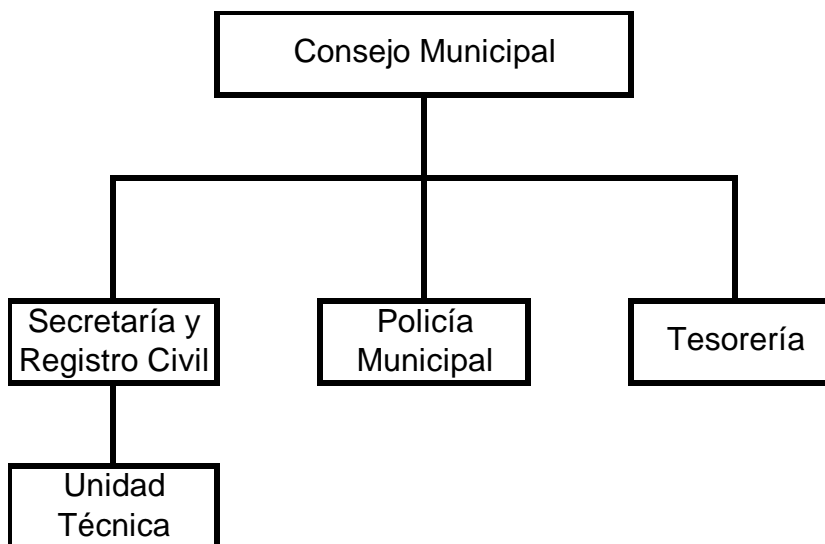 Consejo Municipal
Secretaría y
Registro Civil
Policía
Municipal
Tesorería
Unidad
Técnica